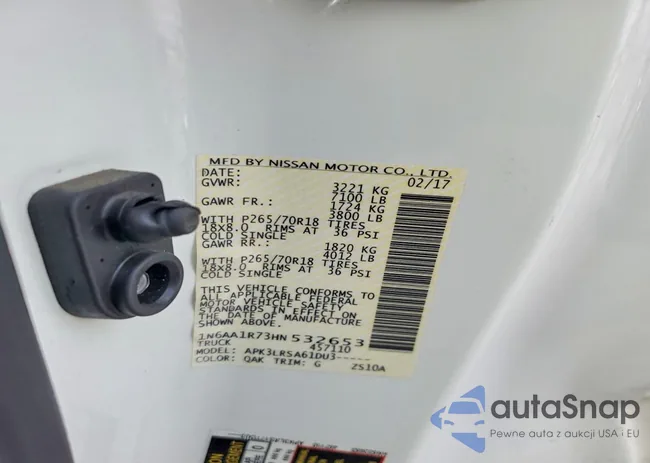 MFD BY NISSAN MOTOR CO., LTD.
DATE: 02/17
GVWR: 3221 KG
7100 LB
GAWR FR.: 1724 KG
3800 LB
WITH P265/70R18 TIRES
18X8.0 RIMS AT 36 PSI
COLD SINGLE
GAWR RR.: 1820 KG
4012 LB
WITH P265/70R18 TIRES
18X8.0 RIMS AT 36 PSI
COLD SINGLE
THIS VEHICLE CONFORMS TO
ALL APPLICABLE FEDERAL
MOTOR VEHICLE SAFETY
STANDARDS IN EFFECT ON
THE DATE OF MANUFACTURE
SHOWN ABOVE.
1N6AA1R73HN 532653
TRUCK 457110
MODEL: APK3LRSA61DU3-----
COLOR: QAK TRIM: G ZS10A
autaSnap
Pewne auta z aukcji USA i EU